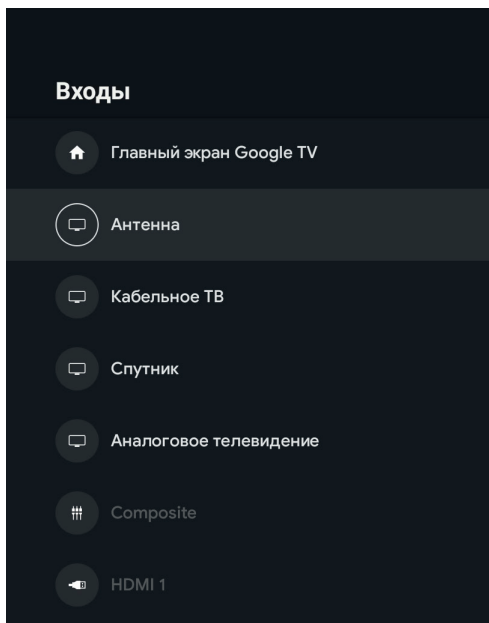 Входы
Главный экран Google TV
Антенна
Кабельное ТВ
Спутник
Аналоговое телевидение
Composite
HDMI 1